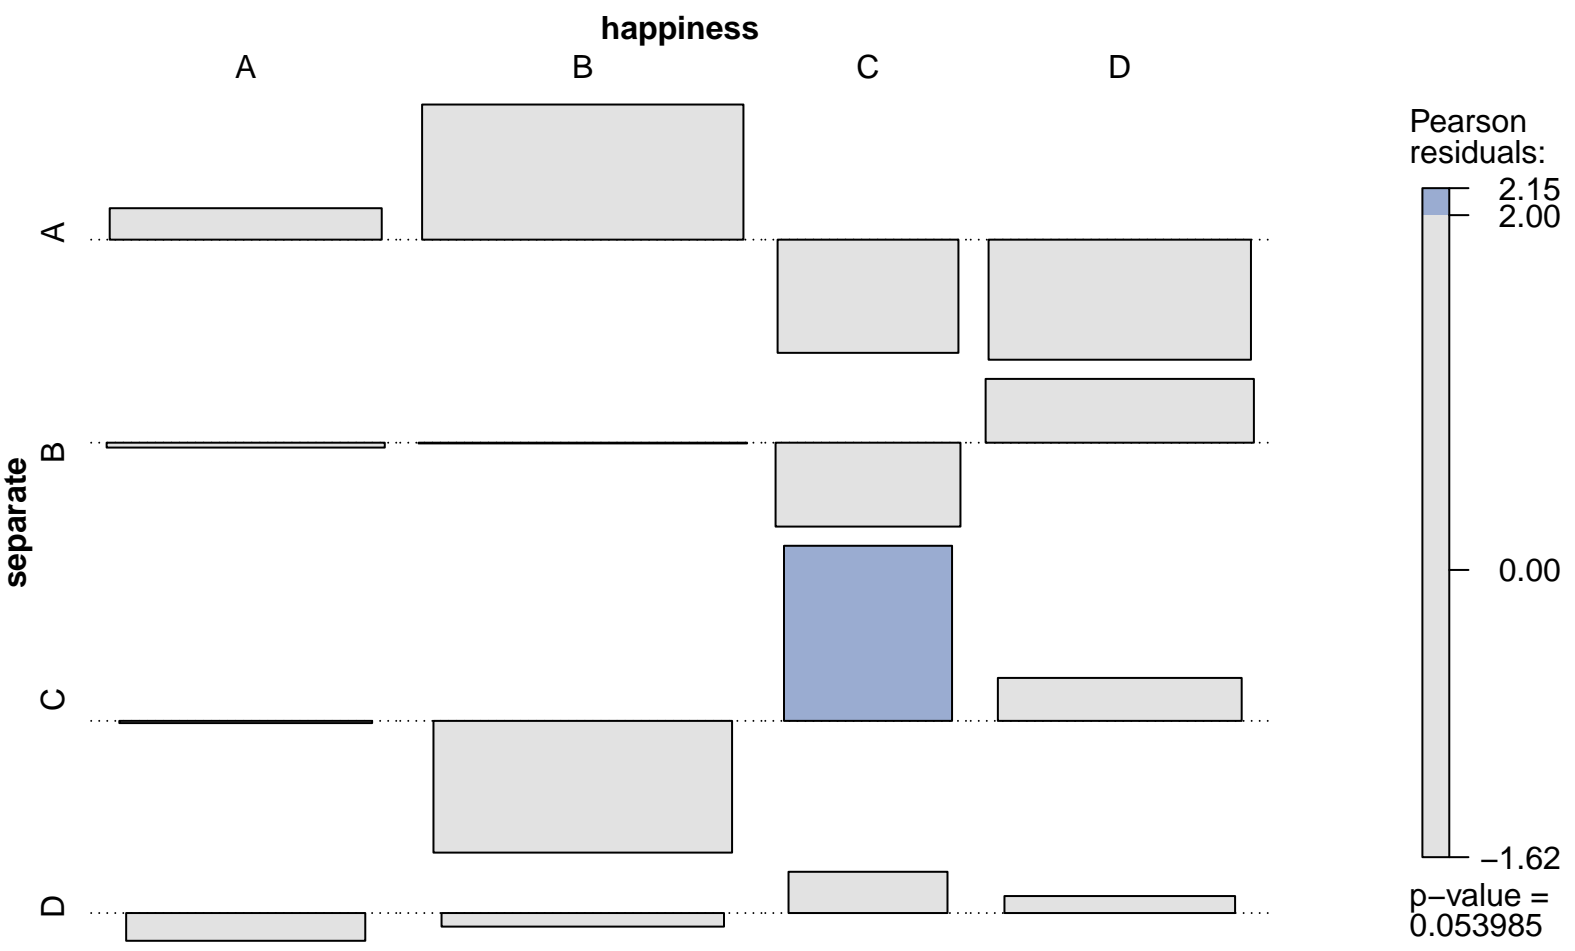 happiness
A B C D
separate
A
B
C
D
Pearson
residuals:
2.15
2.00
0.00
−1.62
p−value =
0.053985